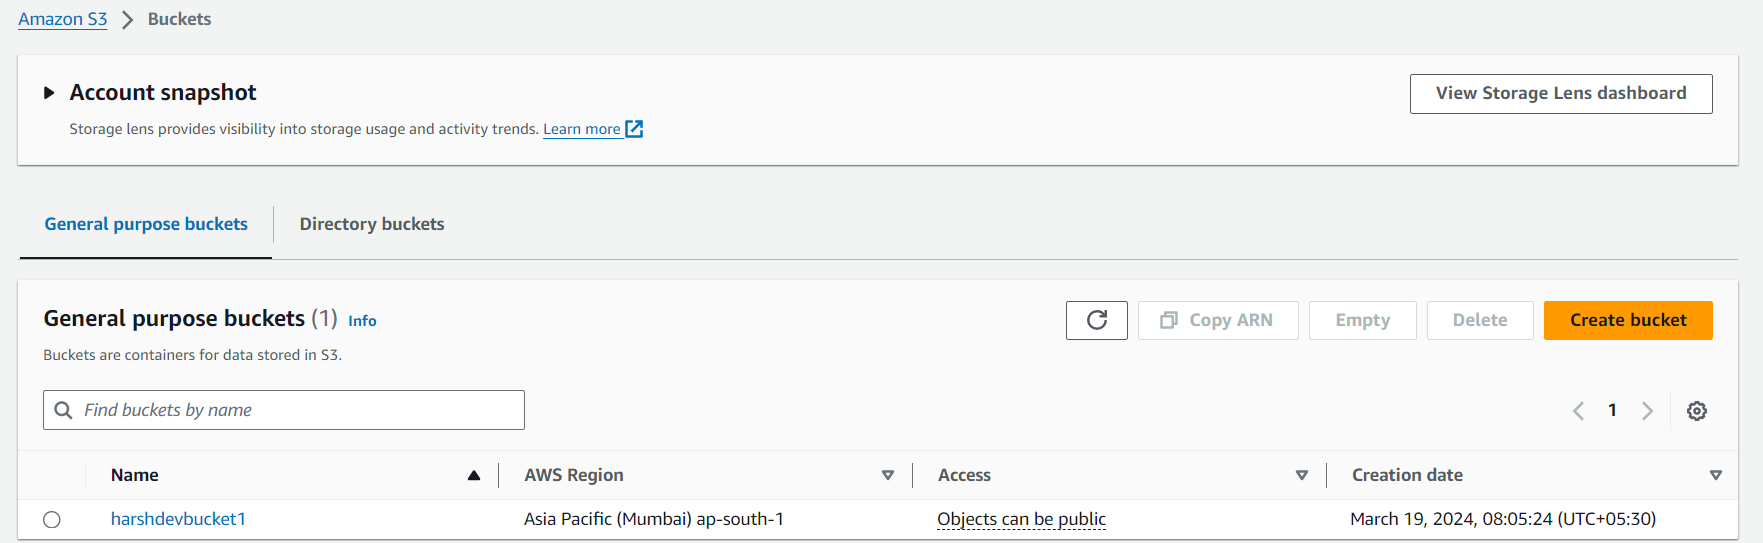 Amazon S3 > Buckets
Account snapshot
View Storage Lens dashboard
Storage lens provides visibility into storage usage and activity trends. Learn more
General purpose buckets
Directory buckets
General purpose buckets (1) Info
Copy ARN
Empty
Delete
Create bucket
Buckets are containers for data stored in S3.
Find buckets by name
1
Name
AWS Region
Access
Creation date
harshdevbucket1
Asia Pacific (Mumbai) ap-south-1
Objects can be public
March 19, 2024, 08:05:24 (UTC+05:30)